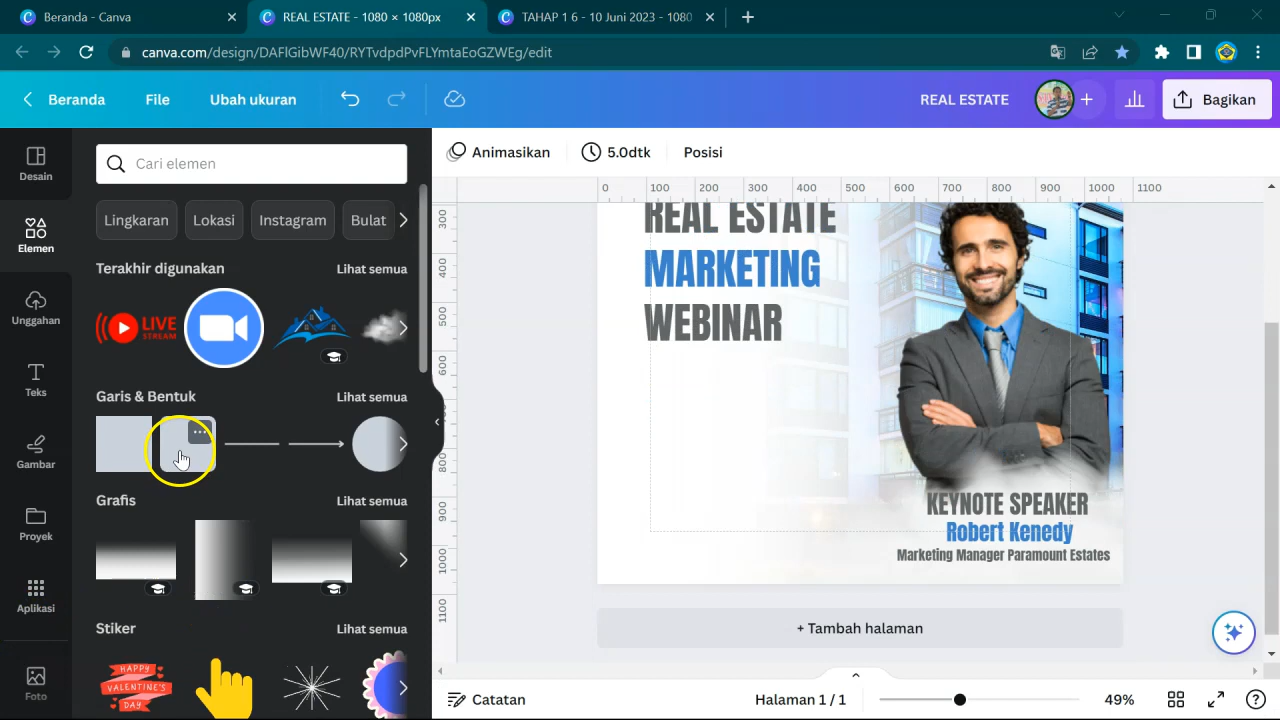 Beranda - Canva
REAL ESTATE - 1080 × 1080px
TAHAP 1 6 - 10 Juni 2023 - 1080
canva.com/design/DAFlGibWF40/RYTvdpdPvFLYmtaEoGZWEg/edit
Beranda
File
Ubah ukuran
REAL ESTATE
Bagikan
Desain
Elemen
Unggahan
Teks
Gambar
Proyek
Aplikasi
Foto
Cari elemen
Lingkaran
Lokasi
Instagram
Bulat
Terakhir digunakan
Lihat semua
LIVE
STREAM
Garis & Bentuk
Lihat semua
Grafis
Lihat semua
Stiker
Lihat semua
HAPPY
VALENTINE'S
DAY
Animasikan
5.0dtk
Posisi
0 100 200 300 400 500 600 700 800 900 1000 1100
300
400
500
600
800
900
1000
1100
REAL ESTATE
MARKETING
WEBINAR
KEYNOTE SPEAKER
Robert Kenedy
Marketing Manager Paramount Estates
+ Tambah halaman
Catatan
Halaman 1 / 1
49%